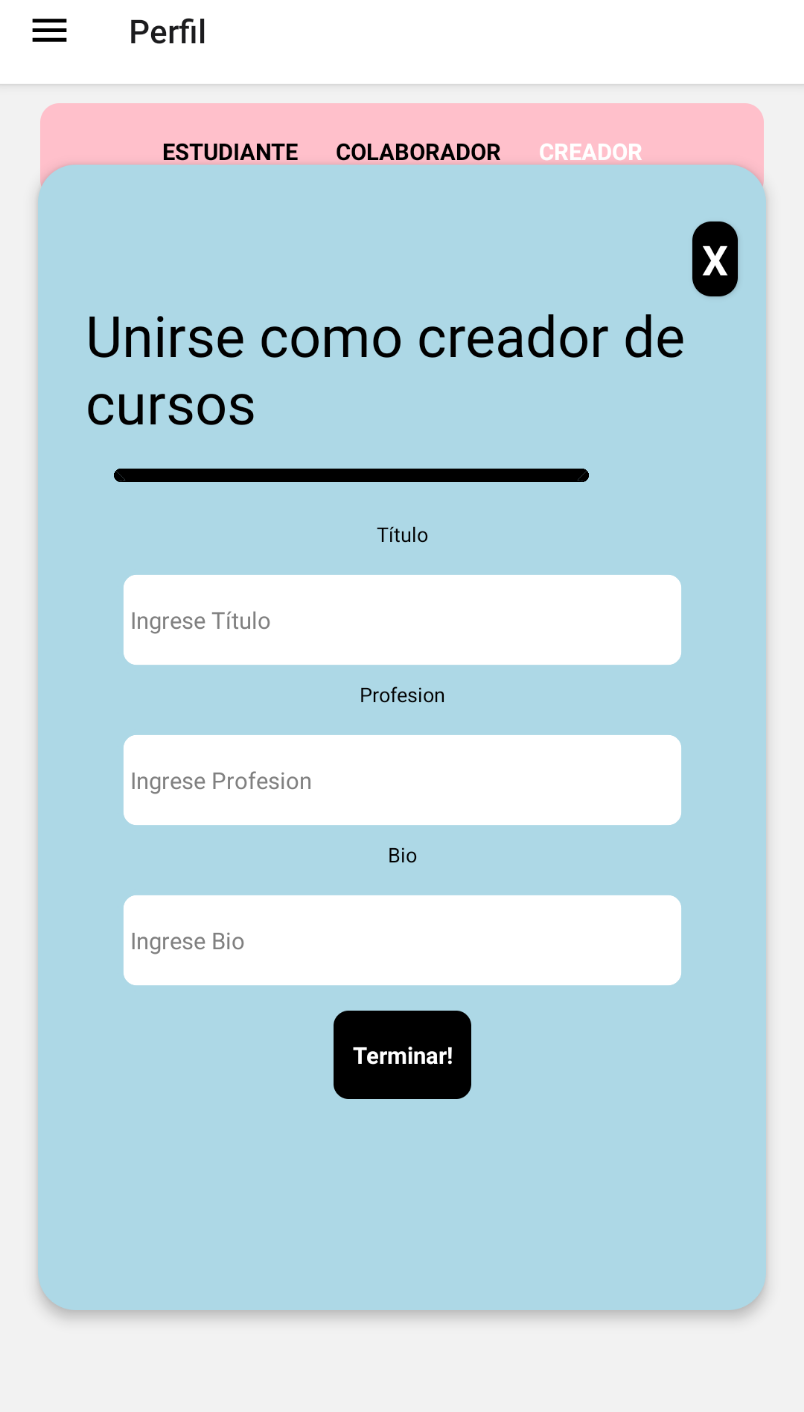 Perfil
ESTUDIANTE COLABORADOR CREADOR
X
Unirse como creador de
cursos
Título
Ingrese Título
Profesion
Ingrese Profesion
Bio
Ingrese Bio
Terminar!